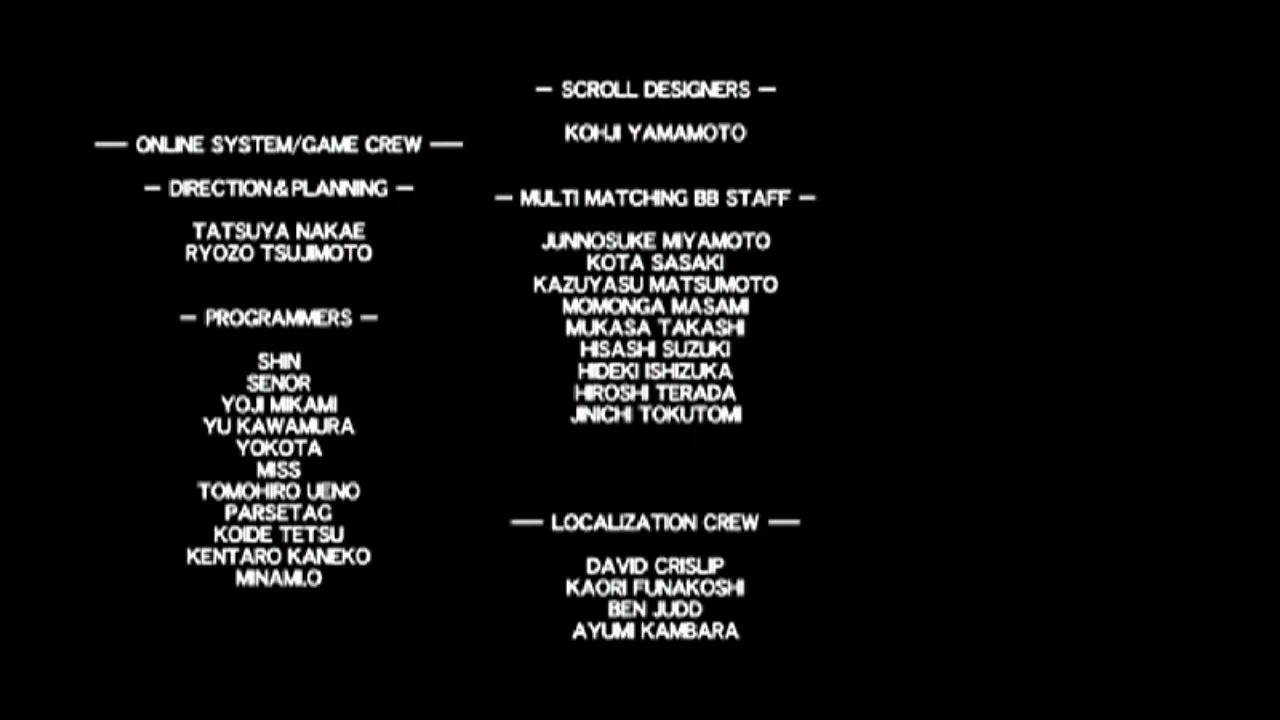 — ONLINE SYSTEM/GAME CREW —
— DIRECTION&PLANNING —
TATSUYA NAKAE
RYOZO TSUJIMOTO
— PROGRAMMERS —
SHIN
SENOR
YOJI MIKAMI
YU KAWAMURA
YOKOTA
MISS
TOMOHIRO UENO
PARSETAG
KOIDE TETSU
KENTARO KANEKO
MINAMI.O
— SCROLL DESIGNERS —
KOHJI YAMAMOTO
— MULTI MATCHING BB STAFF —
JUNNOSUKE MIYAMOTO
KOTA SASAKI
KAZUYASU MATSUMOTO
MOMONGA MASAMI
MUKASA TAKASHI
HISASHI SUZUKI
HIDEKI ISHIZUKA
HIROSHI TERADA
JINICHI TOKUTOMI
— LOCALIZATION CREW —
DAVID CRISLIP
KAORI FUNAKOSHI
BEN JUDD
AYUMI KAMBARA